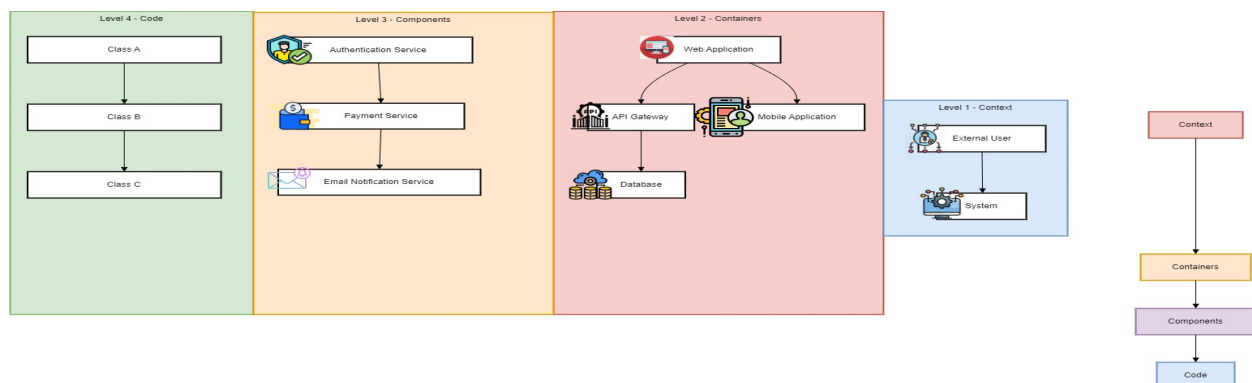 Level 4 - Code
Class A
Class B
Class C
Level 3 - Components
Authentication Service
Payment Service
Email Notification Service
Level 2 - Containers
Web Application
API Gateway
Mobile Application
Database
Level 1 - Context
External User
System
Context
Containers
Components
Code